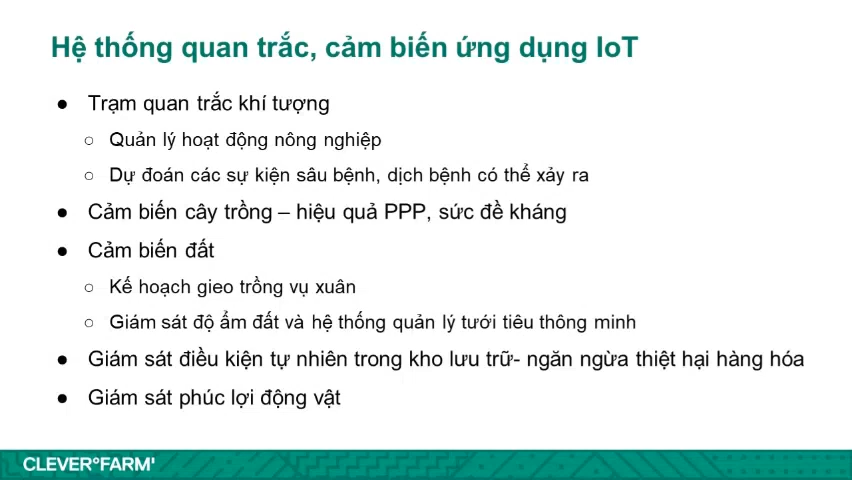 Hệ thống quan trắc, cảm biến ứng dụng IoT
● Trạm quan trắc khí tượng
○ Quản lý hoạt động nông nghiệp
○ Dự đoán các sự kiện sâu bệnh, dịch bệnh có thể xảy ra
● Cảm biến cây trồng – hiệu quả PPP, sức đề kháng
● Cảm biến đất
○ Kế hoạch gieo trồng vụ xuân
○ Giám sát độ ẩm đất và hệ thống quản lý tưới tiêu thông minh
● Giám sát điều kiện tự nhiên trong kho lưu trữ- ngăn ngừa thiệt hại hàng hóa
● Giám sát phúc lợi động vật
CLEVER°FARM'